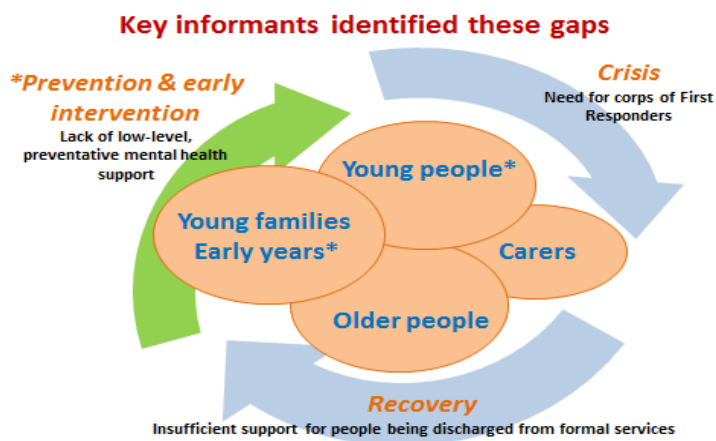 Key informants identified these gaps
*Prevention & early
intervention
Lack of low-level,
preventative mental health
support
Crisis
Need for corps of First
Responders
Young people*
Young families
Early years*
Carers
Older people
Recovery
Insufficient support for people being discharged from formal services